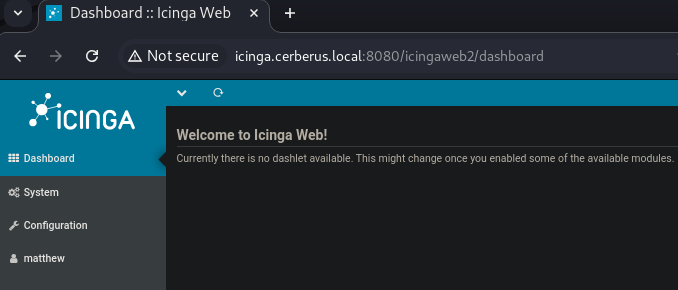 Dashboard :: Icinga Web
Not secure icinga.cerberus.local:8080/icingaweb2/dashboard
ICINGA
Welcome to Icinga Web!
Dashboard
Currently there is no dashlet available. This might change once you enabled some of the available modules.
System
Configuration
matthew